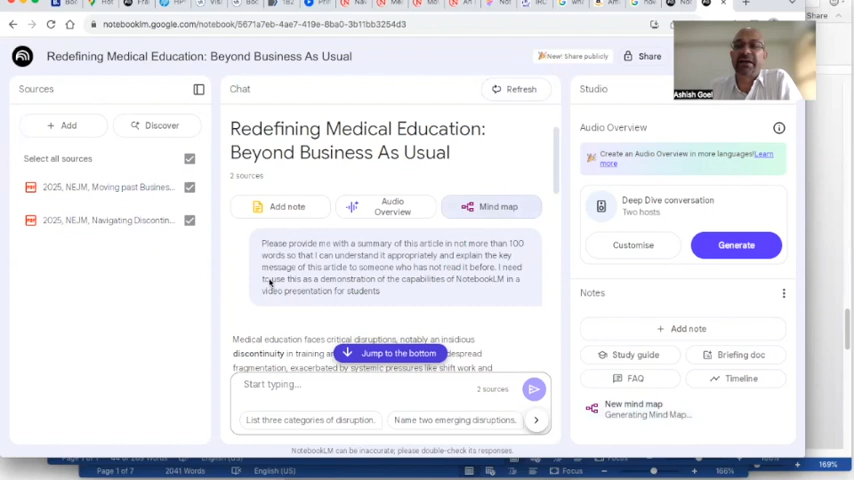 notebooklm.google.com/notebook/5671a7eb-4ae7-419e-8ba0-3b11bb3254d3
Share
Redefining Medical Education: Beyond Business As Usual
New! Share publicly
Share
Ashish Goel
Sources
Add
Discover
Select all sources
2025, NEJM, Moving past Busines...
2025, NEJM, Navigating Discontin...
Chat
Refresh
Redefining Medical Education:
Beyond Business As Usual
2 sources
Add note
Audio
Overview
Mind map
Please provide me with a summary of this article in not more than 100
words so that I can understand it appropriately and explain the key
message of this article to someone who has not read it before. I need
to use this as a demonstration of the capabilities of NotebookLM in a
video presentation for students
Medical education faces critical disruptions, notably an insidious
discontinuity in training an
despread
fragmentation, exacerbated by systemic pressures like shift work and
Jump to the bottom
Start typing...
2 sources
List three categories of disruption.
Name two emerging disruptions,
NotebookLM can be inaccurate; please double-check its responses.
Studio
Audio Overview
Create an Audio Overview in more languages! Learn
more
Deep Dive conversation
Two hosts
Customise
Generate
Notes
Add note
Study guide
Briefing doc
FAQ
Timeline
New mind map
Generating Mind Map...
169%
Page 1 of 7
2041 Words
English (US)
Focus
166%